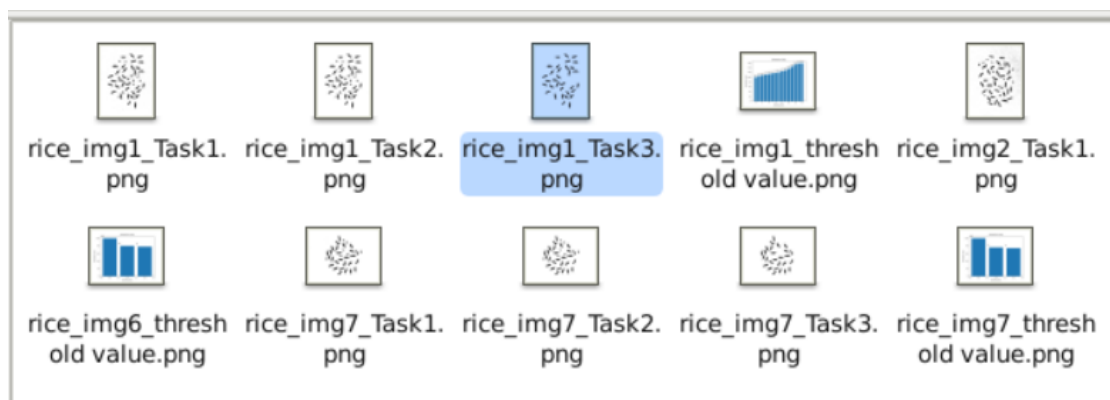 rice_img1_Task1.
png
rice_img1_Task2.
png
rice_img1_Task3.
png
rice_img1_thresh
old value.png
rice_img2_Task1.
png
rice_img6_thresh
old value.png
rice_img7_Task1.
png
rice_img7_Task2.
png
rice_img7_Task3.
png
rice_img7_thresh
old value.png